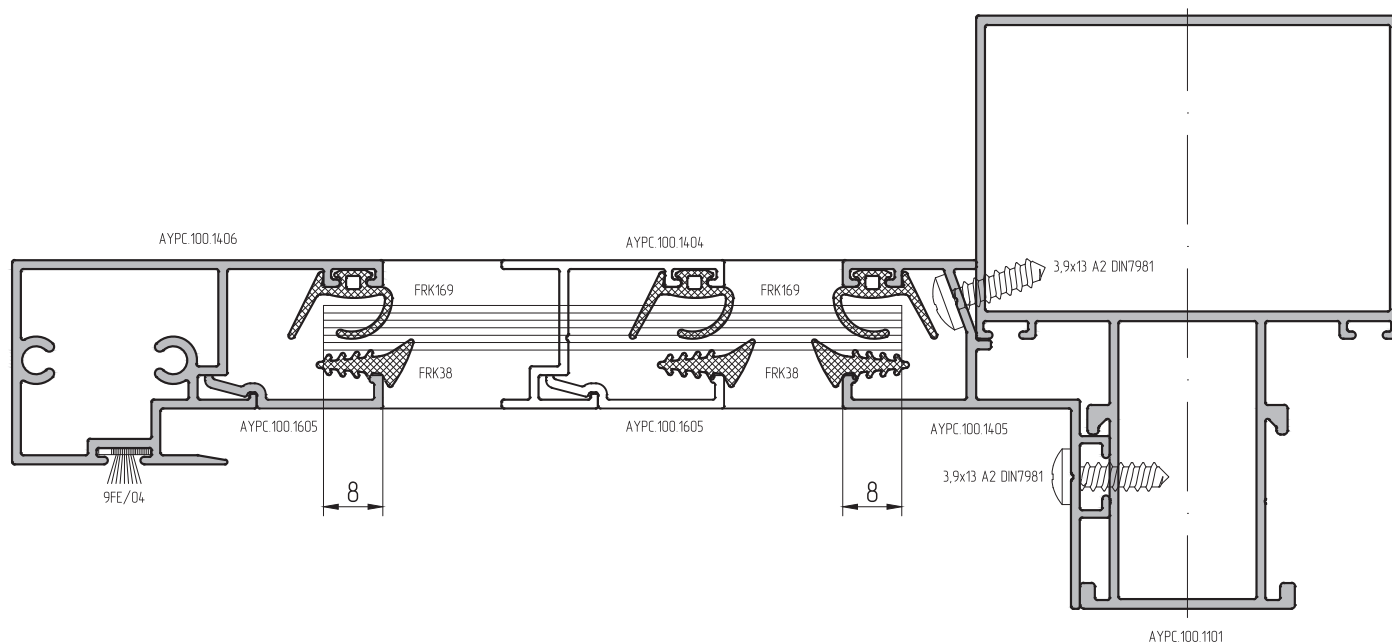 AYPC.100.1406
AYPC.100.1404
3,9x13 A2 DIN7981
FRK169
FRK169
FRK38
FRK38
AYPC.100.1605
AYPC.100.1605
AYPC.100.1405
3,9x13 A2 DIN7981
9FE/04
8
8
AYPC.100.1101